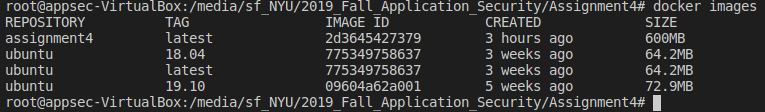 root@appsec-VirtualBox:/media/sf_NYU/2019_Fall_Application_Security/Assignment4# docker images
REPOSITORY TAG IMAGE ID CREATED SIZE
assignment4 latest 2d3645427379 3 hours ago 600MB
ubuntu 18.04 775349758637 3 weeks ago 64.2MB
ubuntu latest 775349758637 3 weeks ago 64.2MB
ubuntu 19.10 09604a62a001 5 weeks ago 72.9MB
root@appsec-VirtualBox:/media/sf_NYU/2019_Fall_Application_Security/Assignment4#